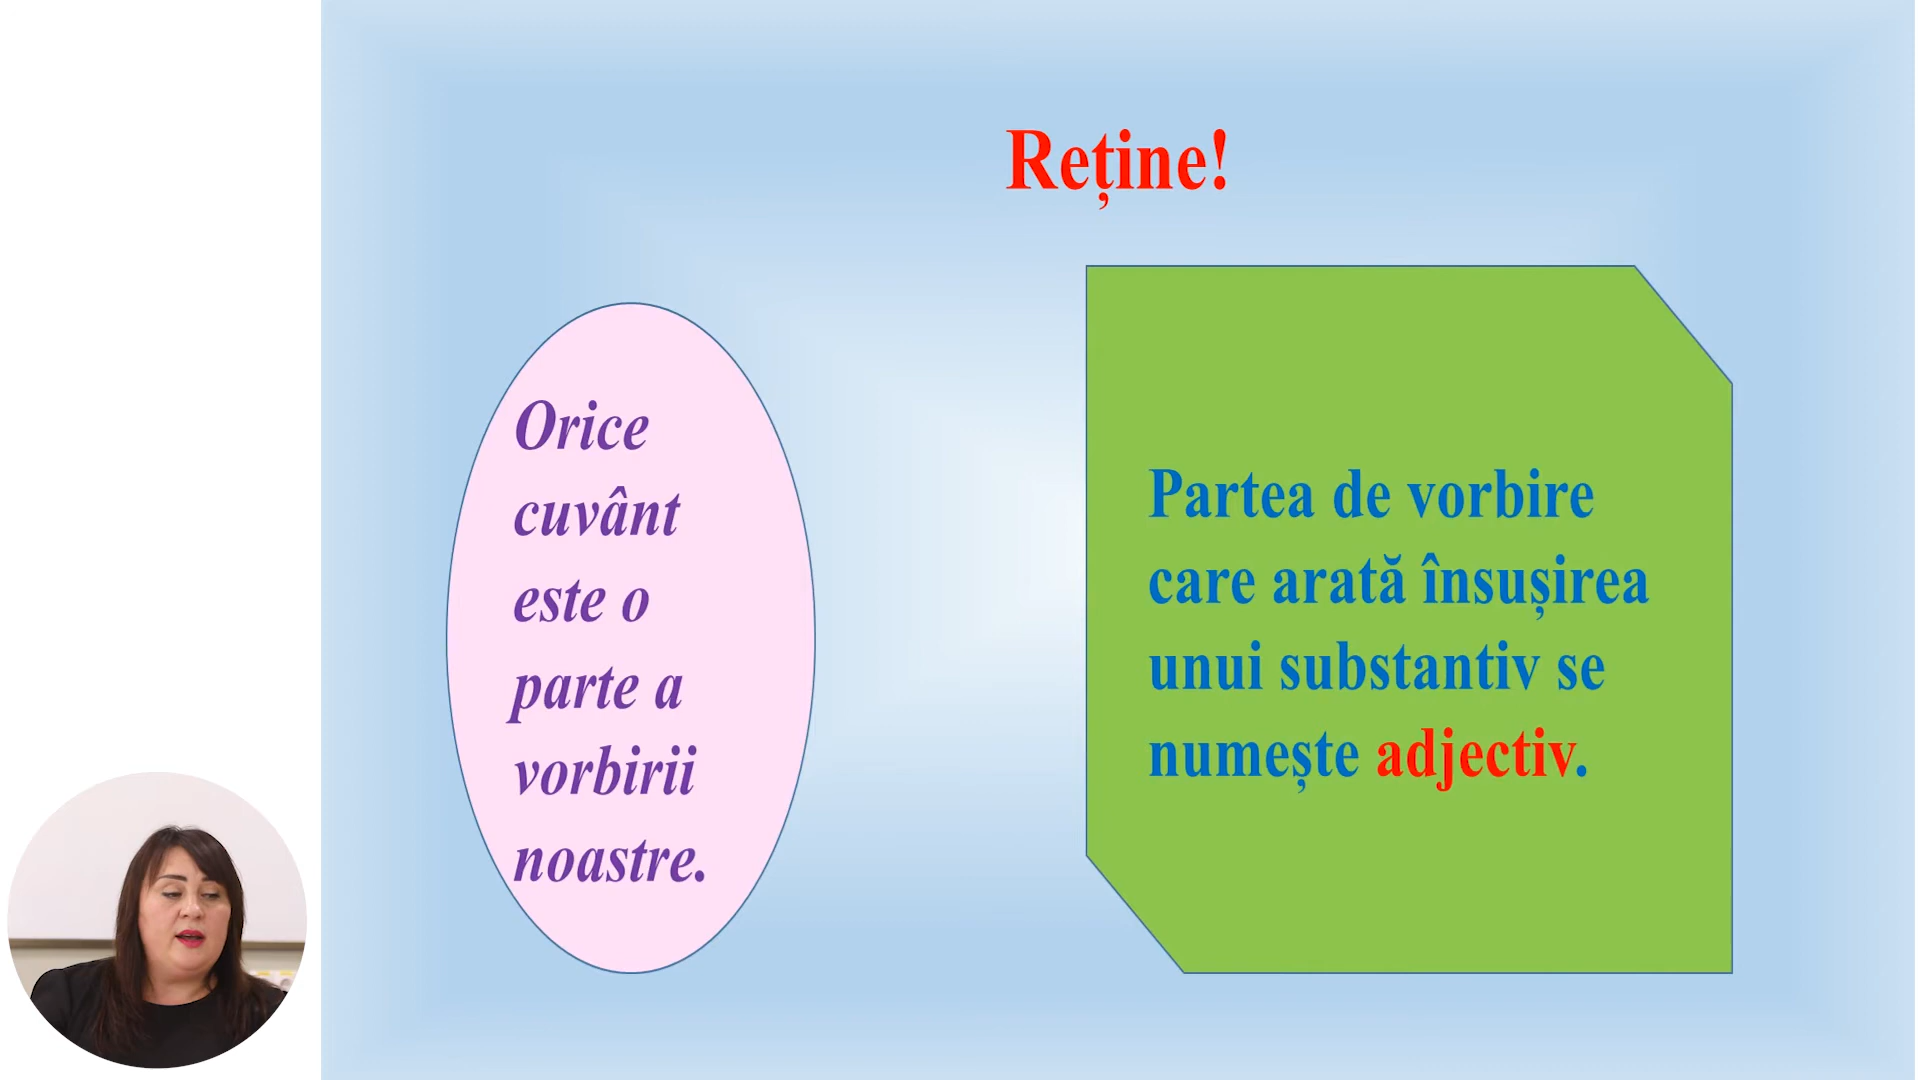 Reține!
Orice
cuvânt
este o
parte a
vorbirii
noastre.
Partea de vorbire
care arată însușirea
unui substantiv se
numește adjectiv.